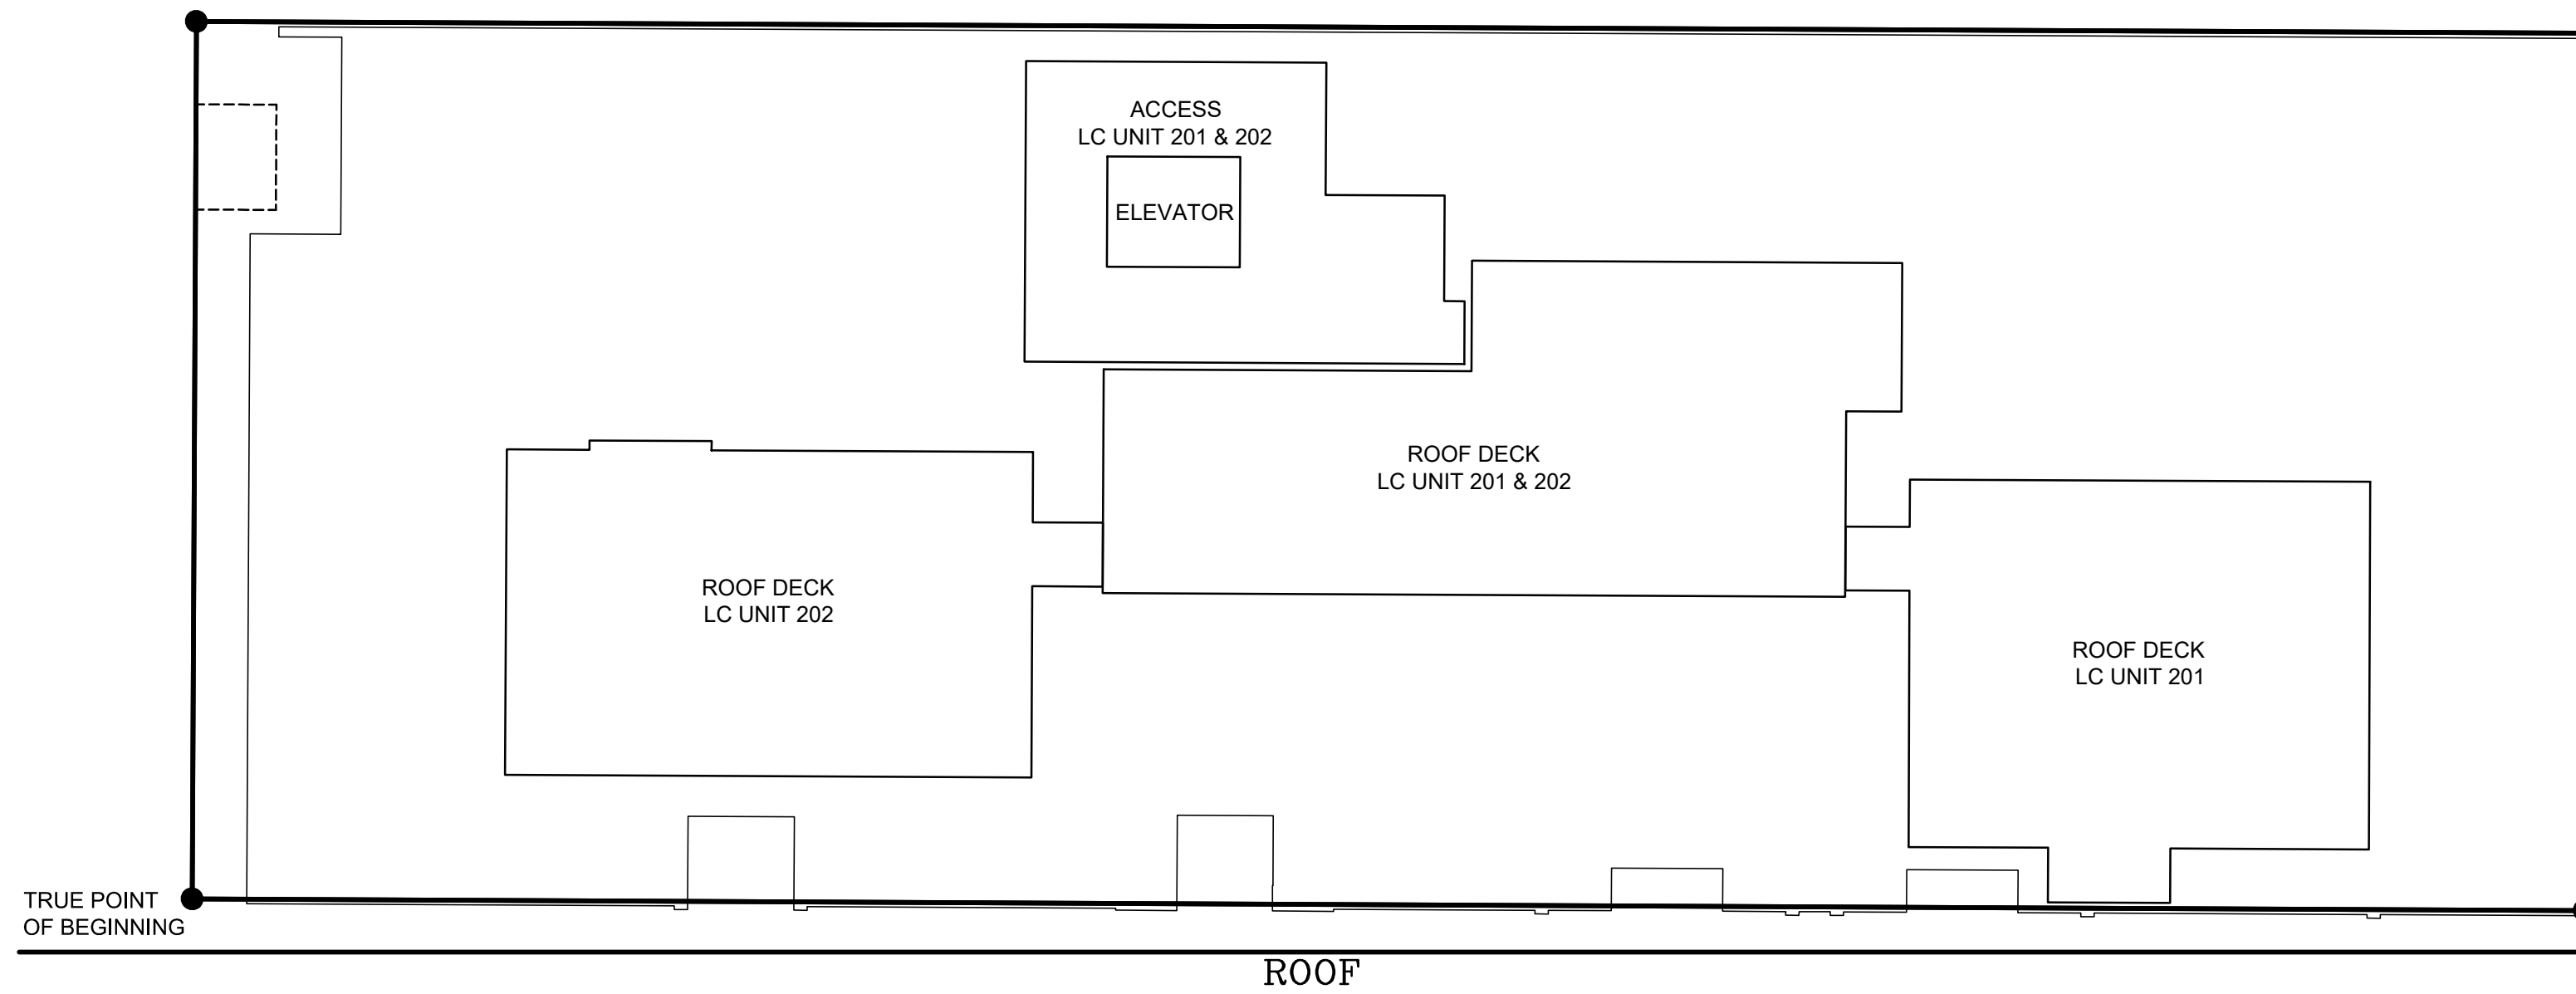 ACCESS
LC UNIT 201 & 202
ELEVATOR
ROOF DECK
LC UNIT 201 & 202
ROOF DECK
LC UNIT 202
ROOF DECK
LC UNIT 201
TRUE POINT
OF BEGINNING
ROOF